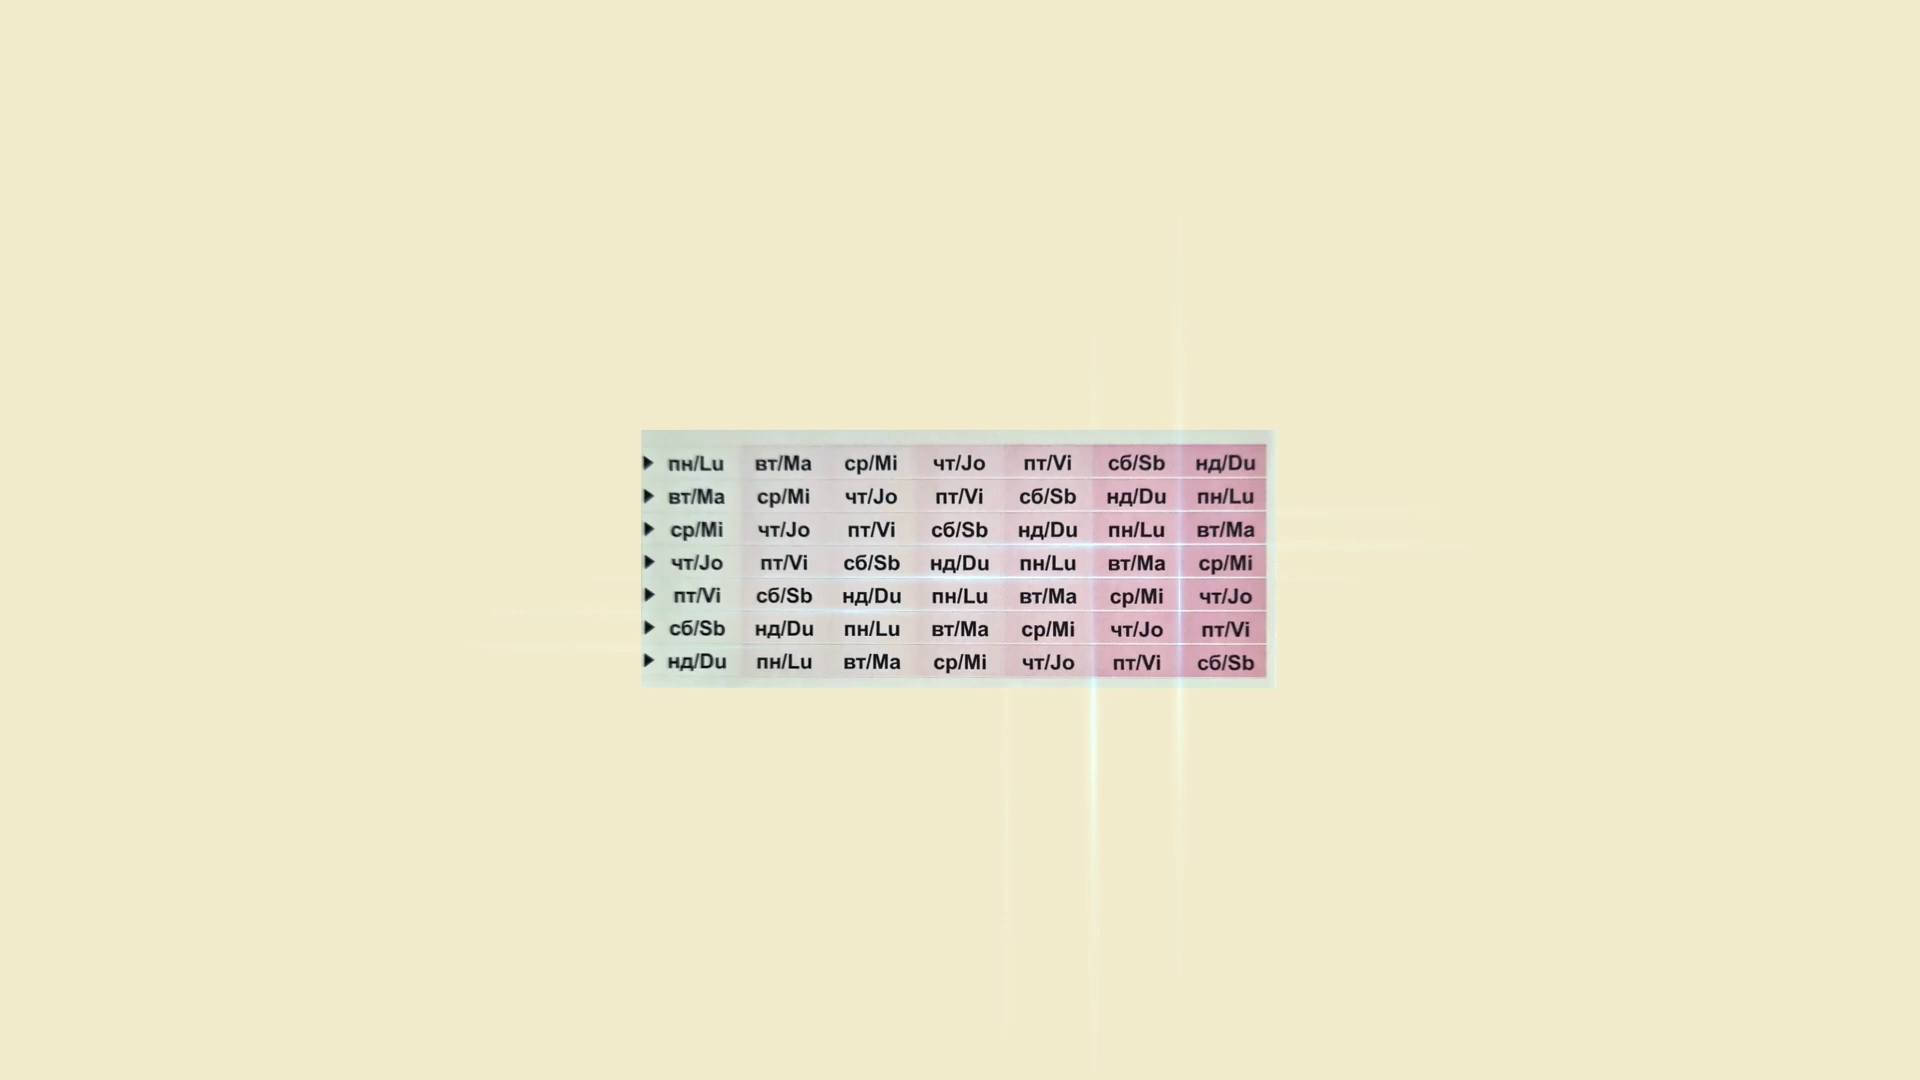 пн/Lu вт/Ma ср/Mi чт/Jo пт/Vi сб/Sb нд/Du
вт/Ma ср/Mi чт/Jo пт/Vi сб/Sb нд/Du пн/Lu
ср/Mi чт/Jo пт/Vi сб/Sb нд/Du пн/Lu вт/Ma
чт/Jo пт/Vi сб/Sb нд/Du пн/Lu вт/Ma ср/Mi
пт/Vi сб/Sb нд/Du пн/Lu вт/Ma ср/Mi чт/Jo
сб/Sb нд/Du пн/Lu вт/Ma ср/Mi чт/Jo пт/Vi
нд/Du пн/Lu вт/Ma ср/Mi чт/Jo пт/Vi сб/Sb